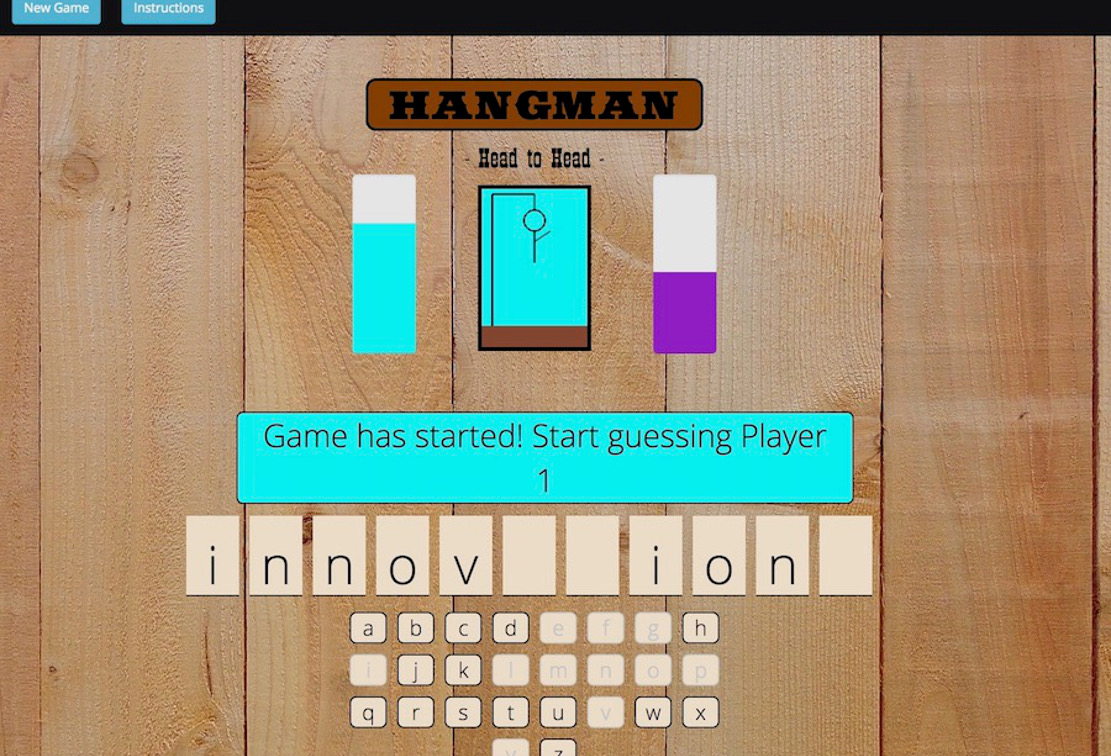 New Game Instructions
HANGMAN
- Head to Head -
Game has started! Start guessing Player
1
i n n o v i o n
a b c d e f g h
i j k l m n o p
q r s t u v w x
y z